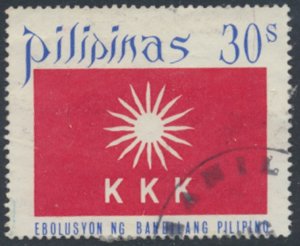 Pilipinas 30s
KKK
EBOLUSYON NG BANDILANG PILIPINO